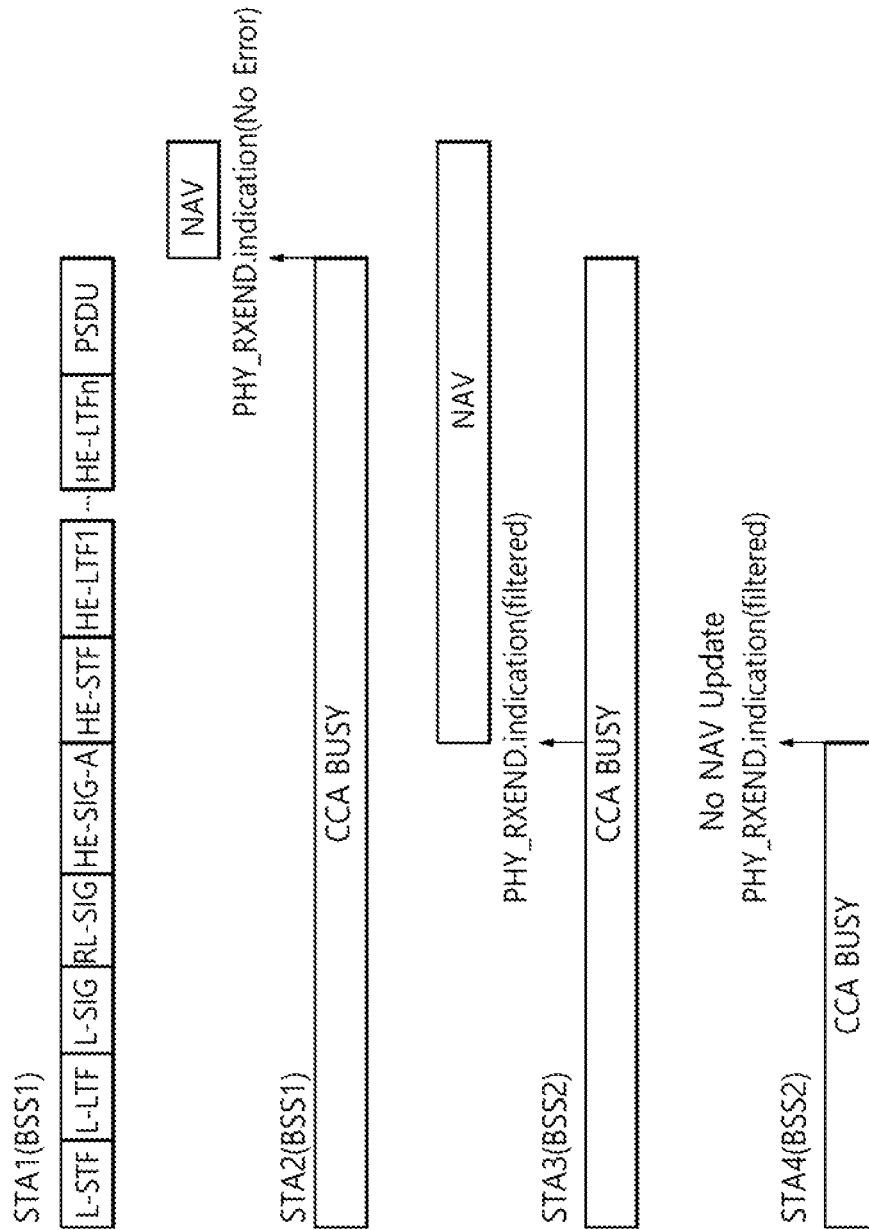 STA1(BSS1)
L-STF L-LTF L-SIG RL-SIG HE-SIG-A HE-STF HE-LTF1 --- HE-LTFn PSDU
NAV
PHY_RXEND.indication(No Error)
STA2(BSS1)
CCA BUSY
NAV
PHY_RXEND.indication(filtered)
STA3(BSS2)
CCA BUSY
No NAV Update
PHY_RXEND.indication(filtered)
STA4(BSS2)
CCA BUSY